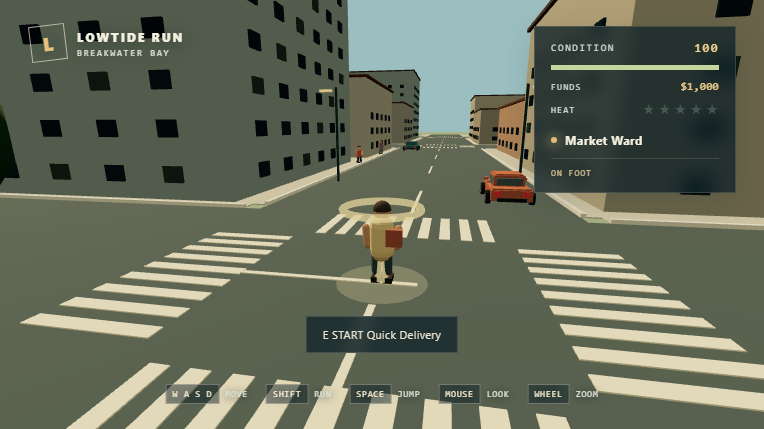 L
LOWTIDE RUN
BREAKWATER BAY
CONDITION 100
FUNDS $1,000
HEAT ★★★★★
Market Ward
ON FOOT
E START Quick Delivery
W A S D MOVE SHIFT RUN SPACE JUMP MOUSE LOOK WHEEL ZOOM